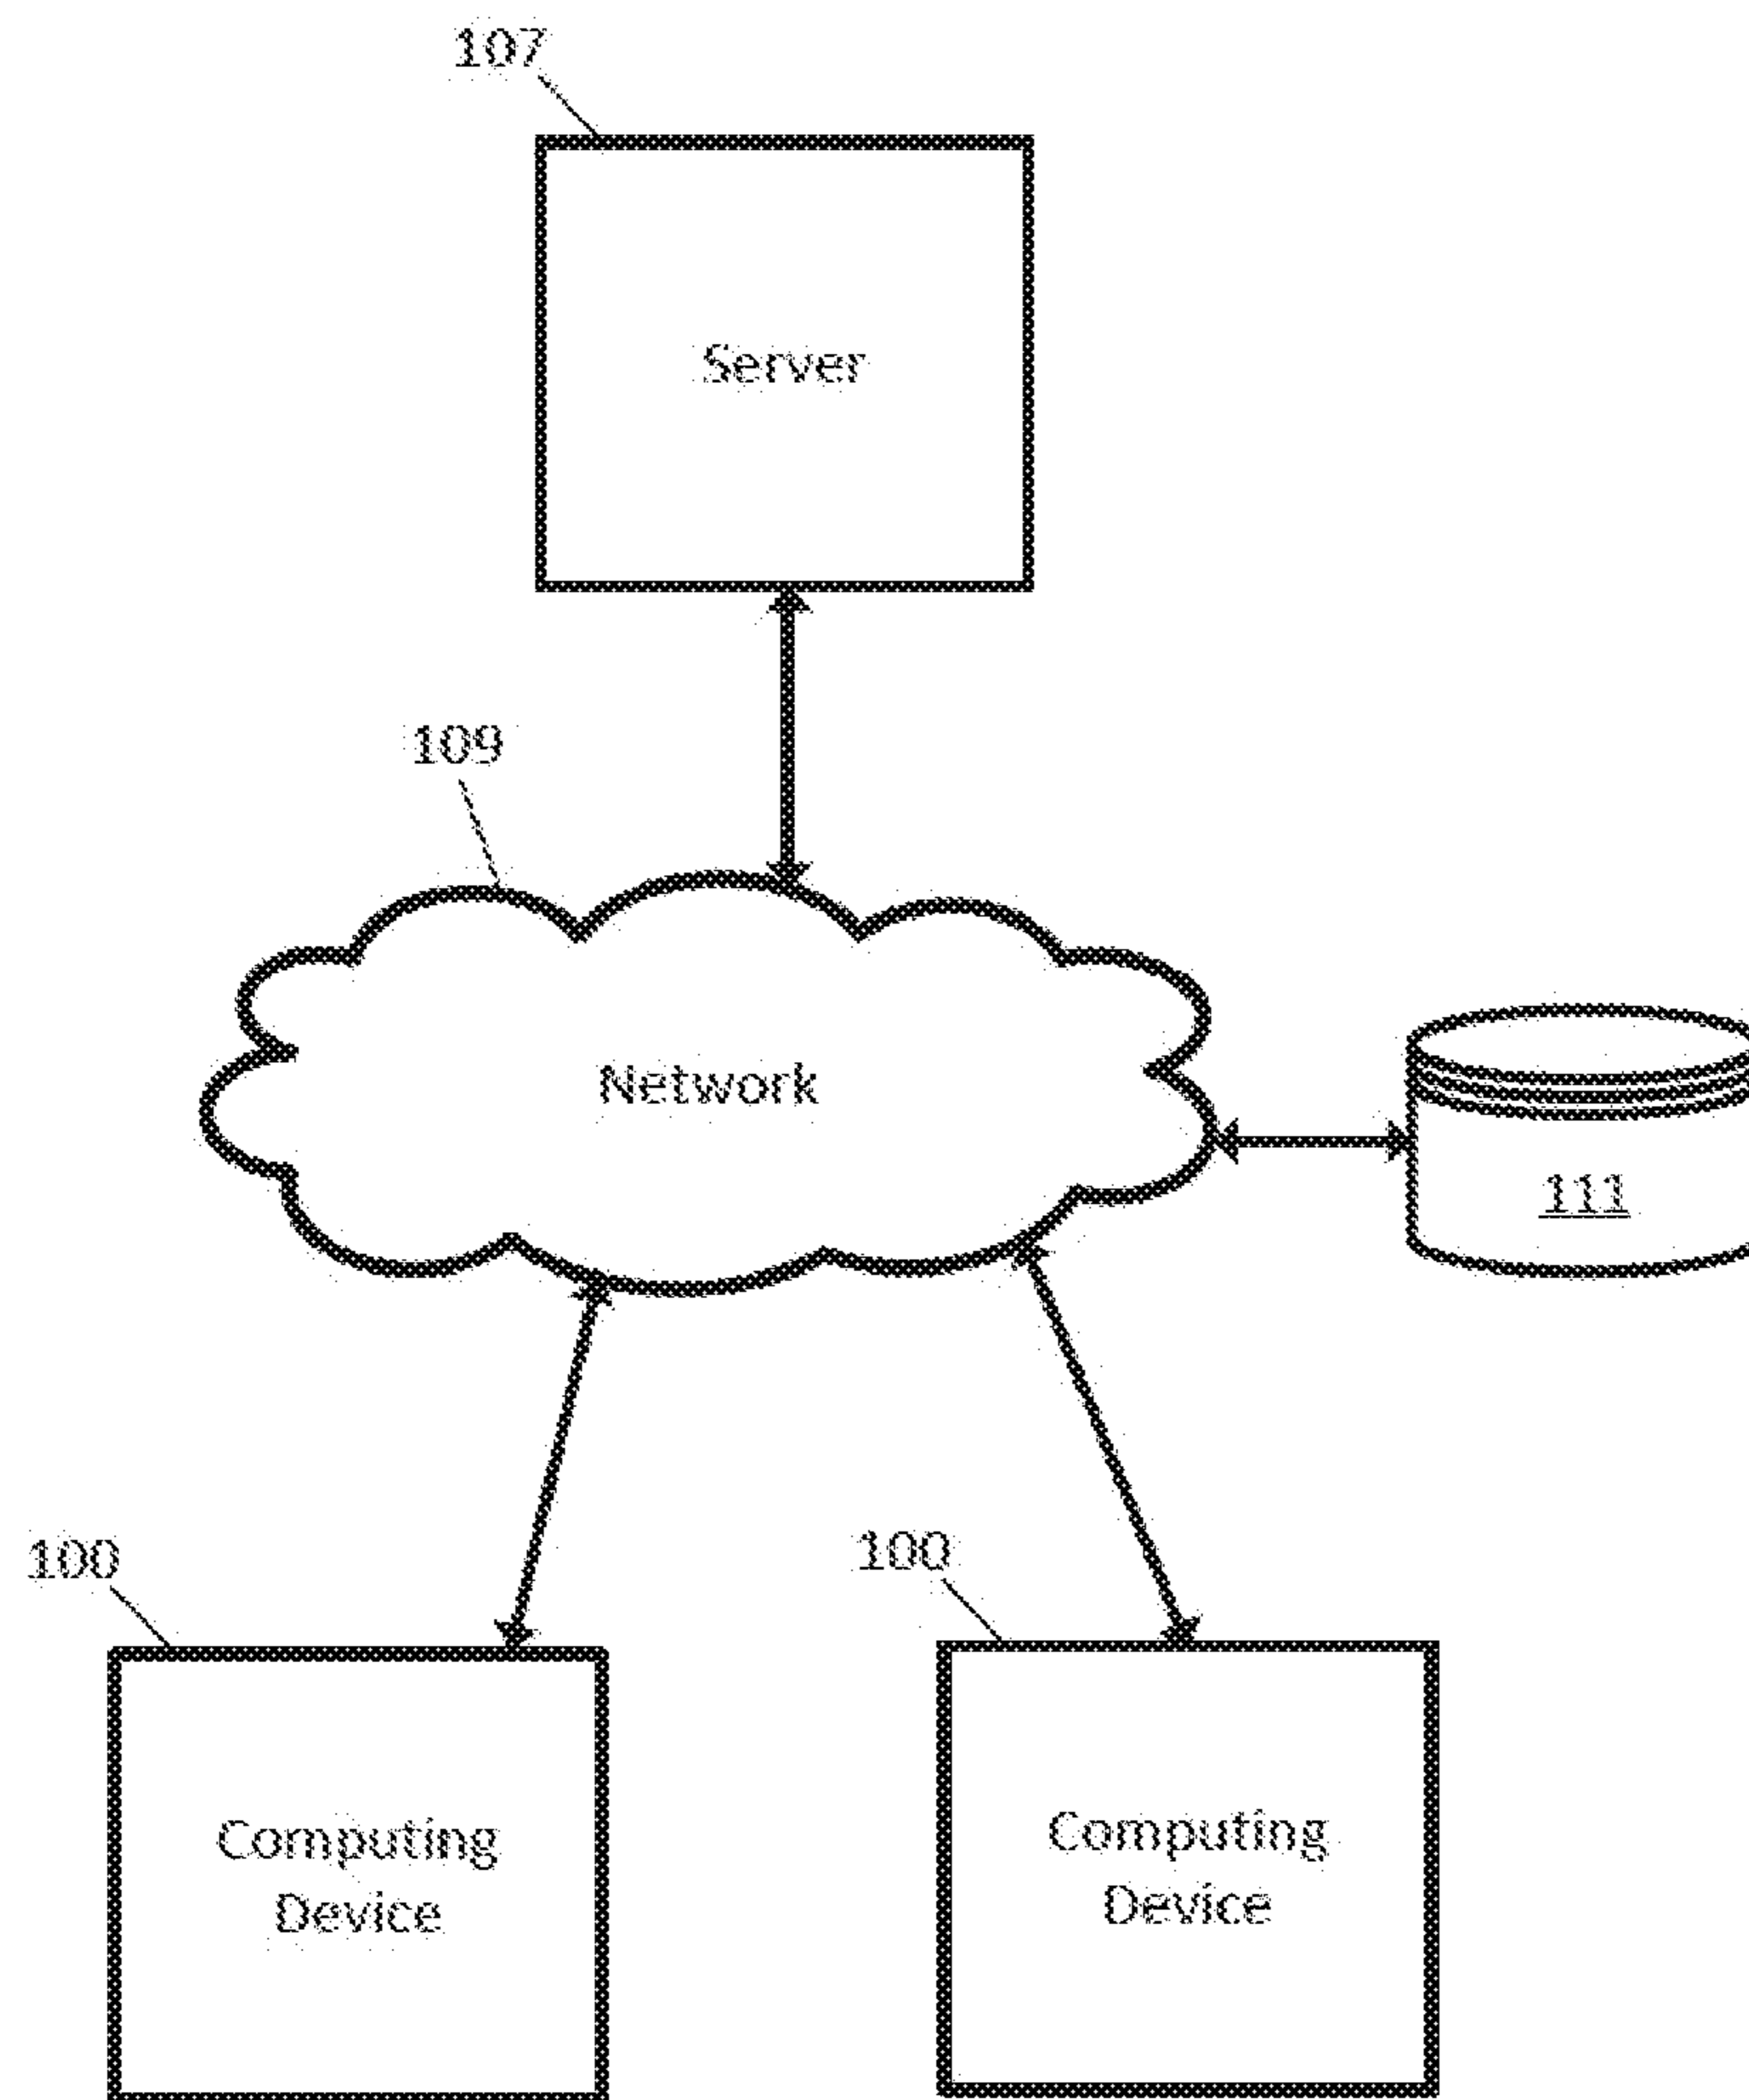 107
Server
109
Network
111
100
100
Computing
Device
Computing
Device